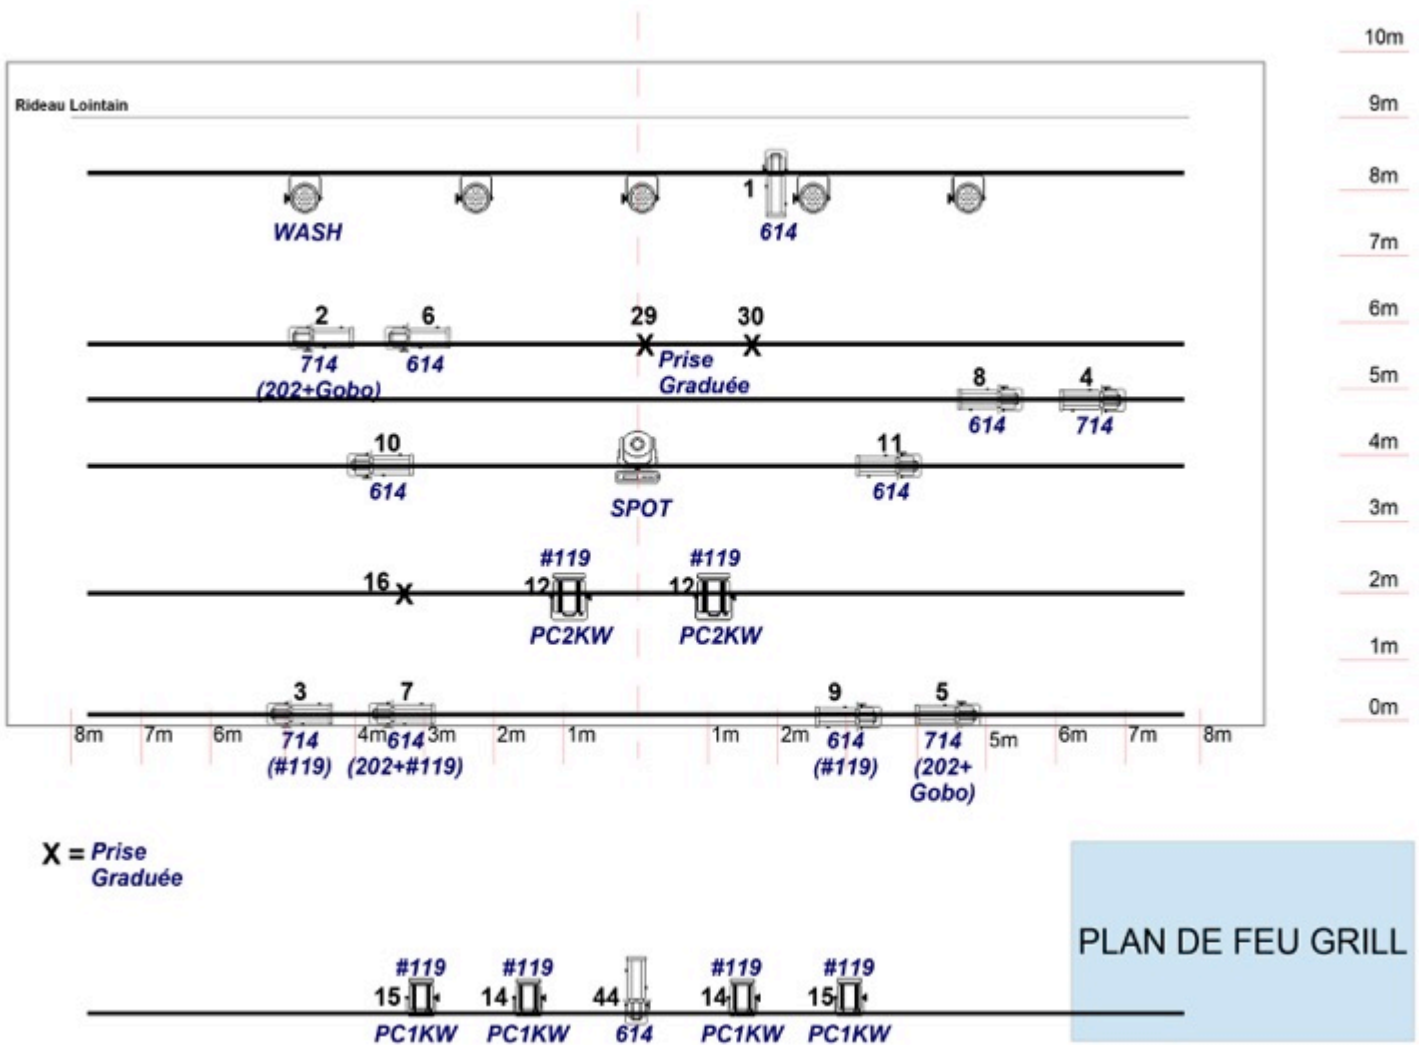 10m
Rideau Lointain
9m
8m
1
WASH
614
7m
2 6 29 30
6m
714 614 Prise
(202+Gobo) Graduée
5m
8 4
614 714
10 11
4m
614 614
SPOT
3m
#119 #119
16 12 12
2m
PC2KW PC2KW
1m
3 7 9 5
0m
8m 7m 6m 4m 3m 2m 1m 1m 2m 5m 6m 7m 8m
714 614 614 714
(#119) (202+#119) (#119) (202+
Gobo)
X = Prise
Graduée
PLAN DE FEU GRILL
#119 #119 #119 #119
15 14 44 14 15
PC1KW PC1KW 614 PC1KW PC1KW